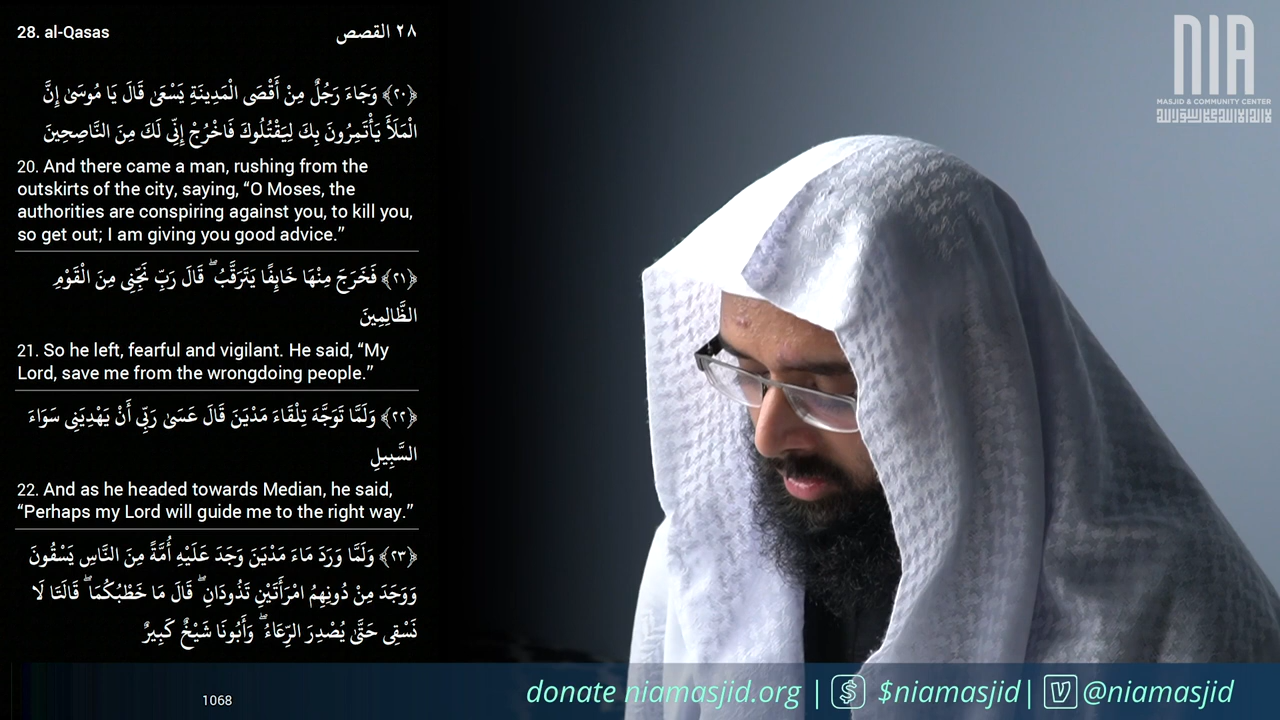 28. al-Qasas
٢٨ القصص
﴿٢٠﴾ وَجَاءَ رَجُلٌ مِنْ أَقْصَى الْمَدِينَةِ يَسْعَىٰ قَالَ يَا مُوسَىٰ إِنَّ
الْمَلَأَ يَأْتَمِرُونَ بِكَ لِيَقْتُلُوكَ فَاخْرُجْ إِنِّي لَكَ مِنَ النَّاصِحِينَ
20. And there came a man, rushing from the
outskirts of the city, saying, “O Moses, the
authorities are conspiring against you, to kill you,
so get out; I am giving you good advice.”
﴿٢١﴾ فَخَرَجَ مِنْهَا خَائِفًا يَتَرَقَّبُ ۖ قَالَ رَبِّ نَجِّنِي مِنَ الْقَوْمِ
الظَّالِمِينَ
21. So he left, fearful and vigilant. He said, “My
Lord, save me from the wrongdoing people.”
﴿٢٢﴾ وَلَمَّا تَوَجَّهَ تِلْقَاءَ مَدْيَنَ قَالَ عَسَىٰ رَبِّي أَنْ يَهْدِيَنِي سَوَاءَ
السَّبِيلِ
22. And as he headed towards Median, he said,
“Perhaps my Lord will guide me to the right way.”
﴿٢٣﴾ وَلَمَّا وَرَدَ مَاءَ مَدْيَنَ وَجَدَ عَلَيْهِ أُمَّةً مِنَ النَّاسِ يَسْقُونَ
وَوَجَدَ مِنْ دُونِهِمُ امْرَأَتَيْنِ تَذُودَانِ ۖ قَالَ مَا خَطْبُكُمَا ۖ قَالَتَا لَا
نَسْقِي حَتَّىٰ يُصْدِرَ الرِّعَاءُ ۖ وَأَبُونَا شَيْخٌ كَبِيرٌ
1068
NIA
MASJID & COMMUNITY CENTER
donate niamasjid.org | $ $niamasjid | V @niamasjid